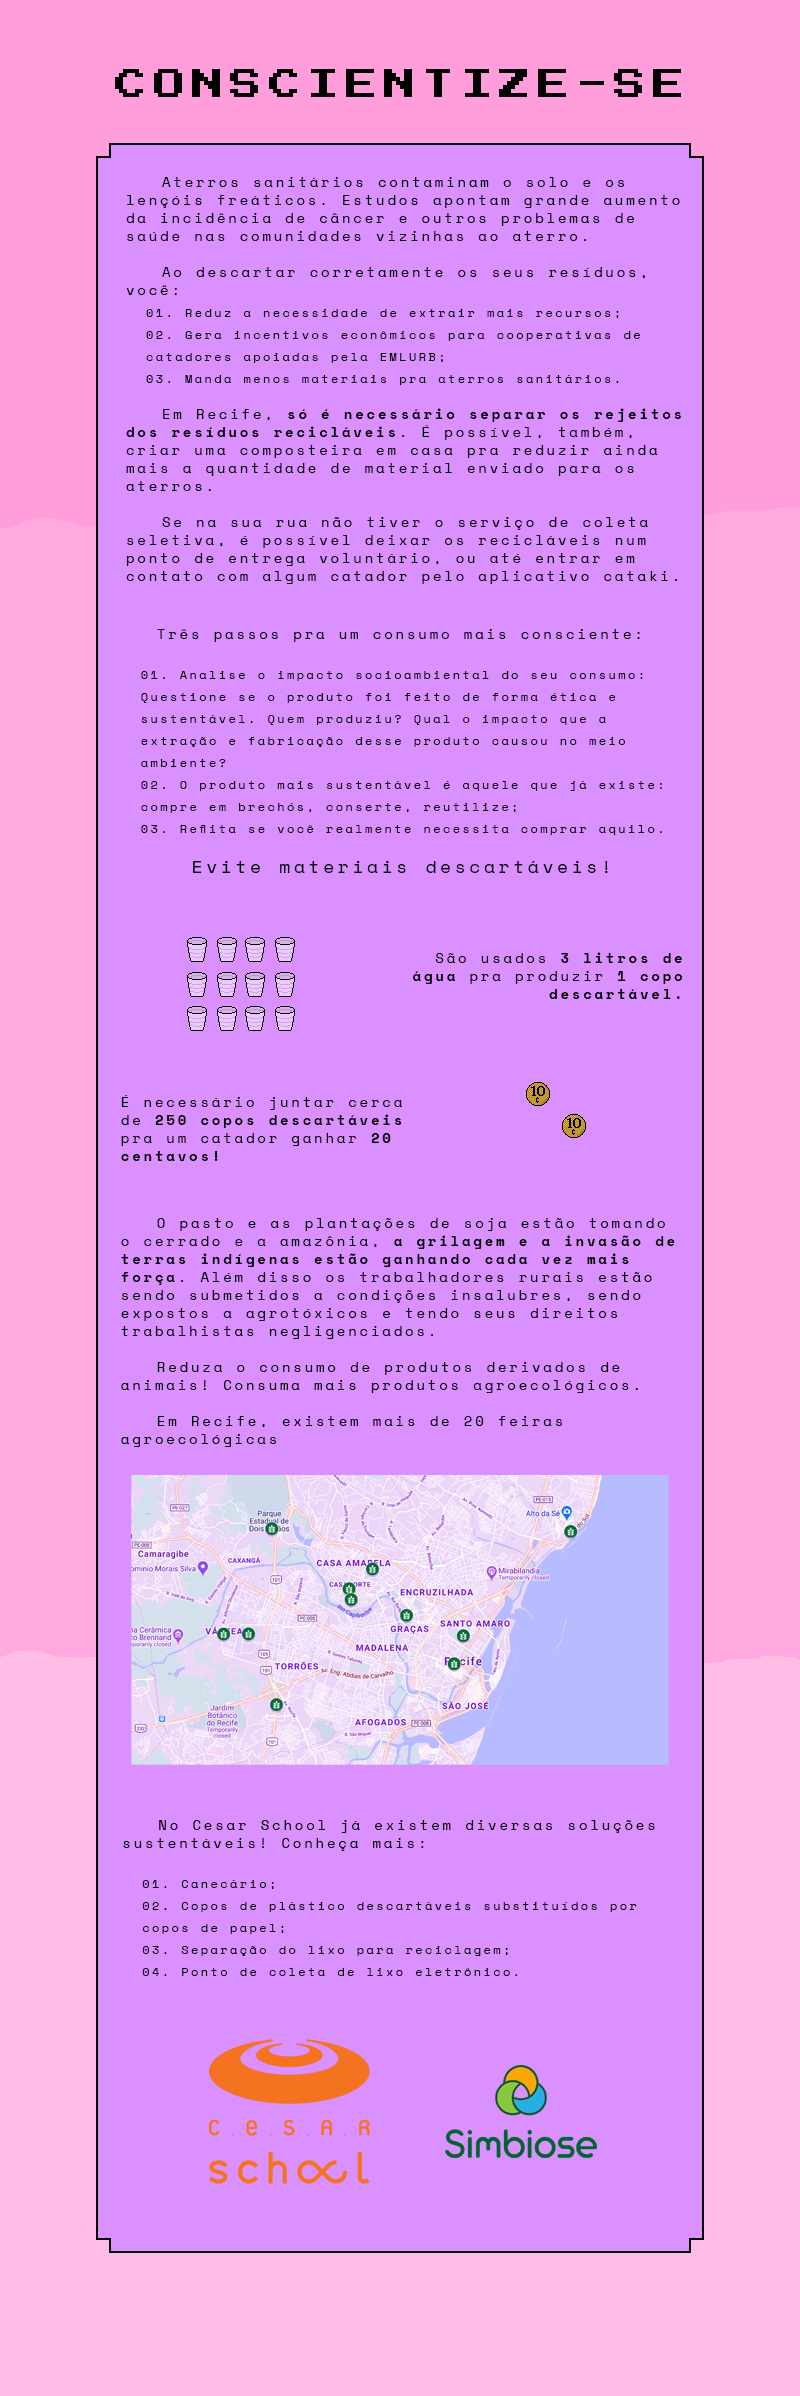 CONSCIENTIZE-SE
Aterros sanitários contaminam o solo e os
lençóis freáticos. Estudos apontam grande aumento
da incidência de câncer e outros problemas de
saúde nas comunidades vizinhas ao aterro.
Ao descartar corretamente os seus resíduos,
você:
01. Reduz a necessidade de extrair mais recursos;
02. Gera incentivos econômicos para cooperativas de
catadores apoiadas pela EMLURB;
03. Manda menos materiais pra aterros sanitários.
Em Recife, só é necessário separar os rejeitos
dos resíduos recicláveis. É possível, também,
criar uma composteira em casa pra reduzir ainda
mais a quantidade de material enviado para os
aterros.
Se na sua rua não tiver o serviço de coleta
seletiva, é possível deixar os recicláveis num
ponto de entrega voluntário, ou até entrar em
contato com algum catador pelo aplicativo cataki.
Três passos pra um consumo mais consciente:
01. Analise o impacto socioambiental do seu consumo:
Questione se o produto foi feito de forma ética e
sustentável. Quem produziu? Qual o impacto que a
extração e fabricação desse produto causou no meio
ambiente?
02. O produto mais sustentável é aquele que já existe:
compre em brechós, conserte, reutilize;
03. Reflita se você realmente necessita comprar aquilo.
Evite materiais descartáveis!
São usados 3 litros de
água pra produzir 1 copo
descartável.
10
¢
10
¢
É necessário juntar cerca
de 250 copos descartáveis
pra um catador ganhar 20
centavos!
O pasto e as plantações de soja estão tomando
o cerrado e a amazônia, a grilagem e a invasão de
terras indígenas estão ganhando cada vez mais
força. Além disso os trabalhadores rurais estão
sendo submetidos a condições insalubres, sendo
expostos a agrotóxicos e tendo seus direitos
trabalhistas negligenciados.
Reduza o consumo de produtos derivados de
animais! Consuma mais produtos agroecológicos.
Em Recife, existem mais de 20 feiras
agroecológicas
PE-027
PE-015
Parque
Estadual de
Alto da Sé
PE-005
Camaragibe
CAXANGÁ
CASA AMARELA
ominio Morais Silva
Mirabilandia
Temporarily closed
101
ENCRUZILHADA
Rio Capibaribe
PE-005
GRAÇAS
SANTO AMARO
na Cerâmica
co Brennand
porarily closed
MADALENA
101
TORRÕES
Av. Eng. Abdias de Carvalho
101
Jardim
Botânico
do Recife
Temporarily
closed
SÃO JOSÉ
AFOGADOS
PE-008
232
101
No Cesar School já existem diversas soluções
sustentáveis! Conheça mais:
01. Canecário;
02. Copos de plástico descartáveis substituídos por
copos de papel;
03. Separação do lixo para reciclagem;
04. Ponto de coleta de lixo eletrônico.
C.e.S.A.R
school
Simbiose